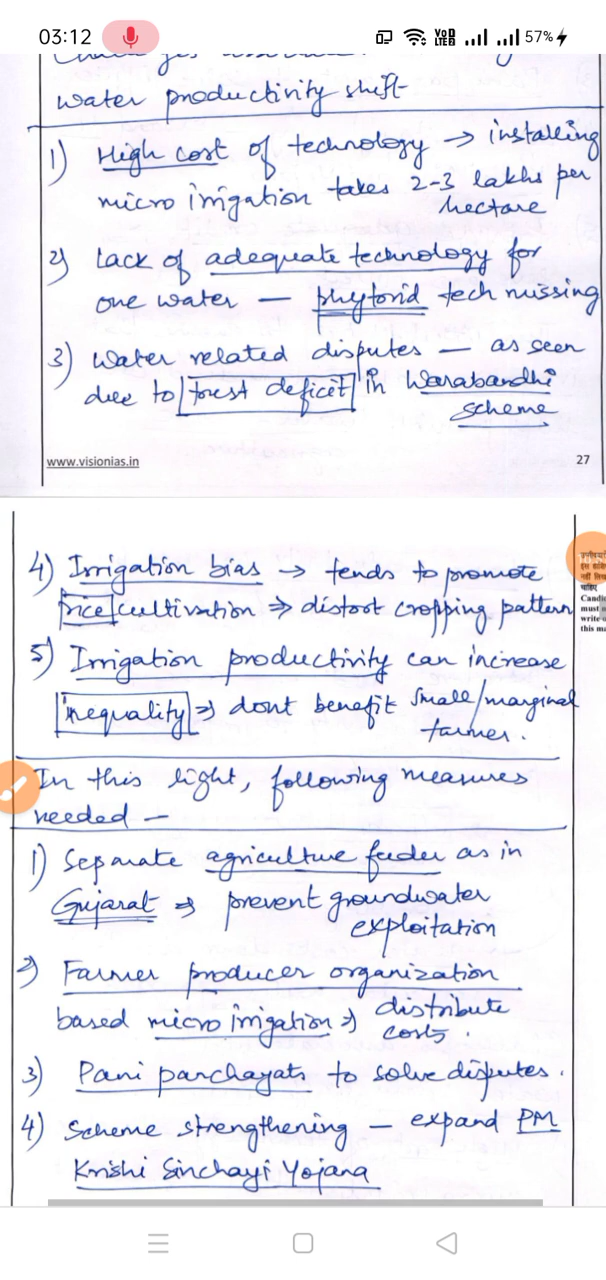 03:12
VoD LTE2 57%
water productivity shift
1) High cost of technology → installing
micro irrigation takes 2-3 lakhs per
hectare
2) Lack of adequate technology for
one water — phytorid tech missing
3) Water related disputes — as seen
due to trust deficit in Warabandhi
scheme
www.visionias.in 27
4) Irrigation bias → tends to promote
rice cultivation ⇒ distort cropping pattern
5) Irrigation productivity can increase
inequality ⇒ dont benefit small/marginal
farmer.
In this light, following measures
needed —
1) Separate agriculture feeder as in
Gujarat ⇒ prevent groundwater
exploitation
2) Farmer producer organization
based micro irrigation ⇒ distribute
costs.
3) Pani panchayats to solve disputes.
4) Scheme strengthening — expand PM
Krishi Sinchayi Yojana